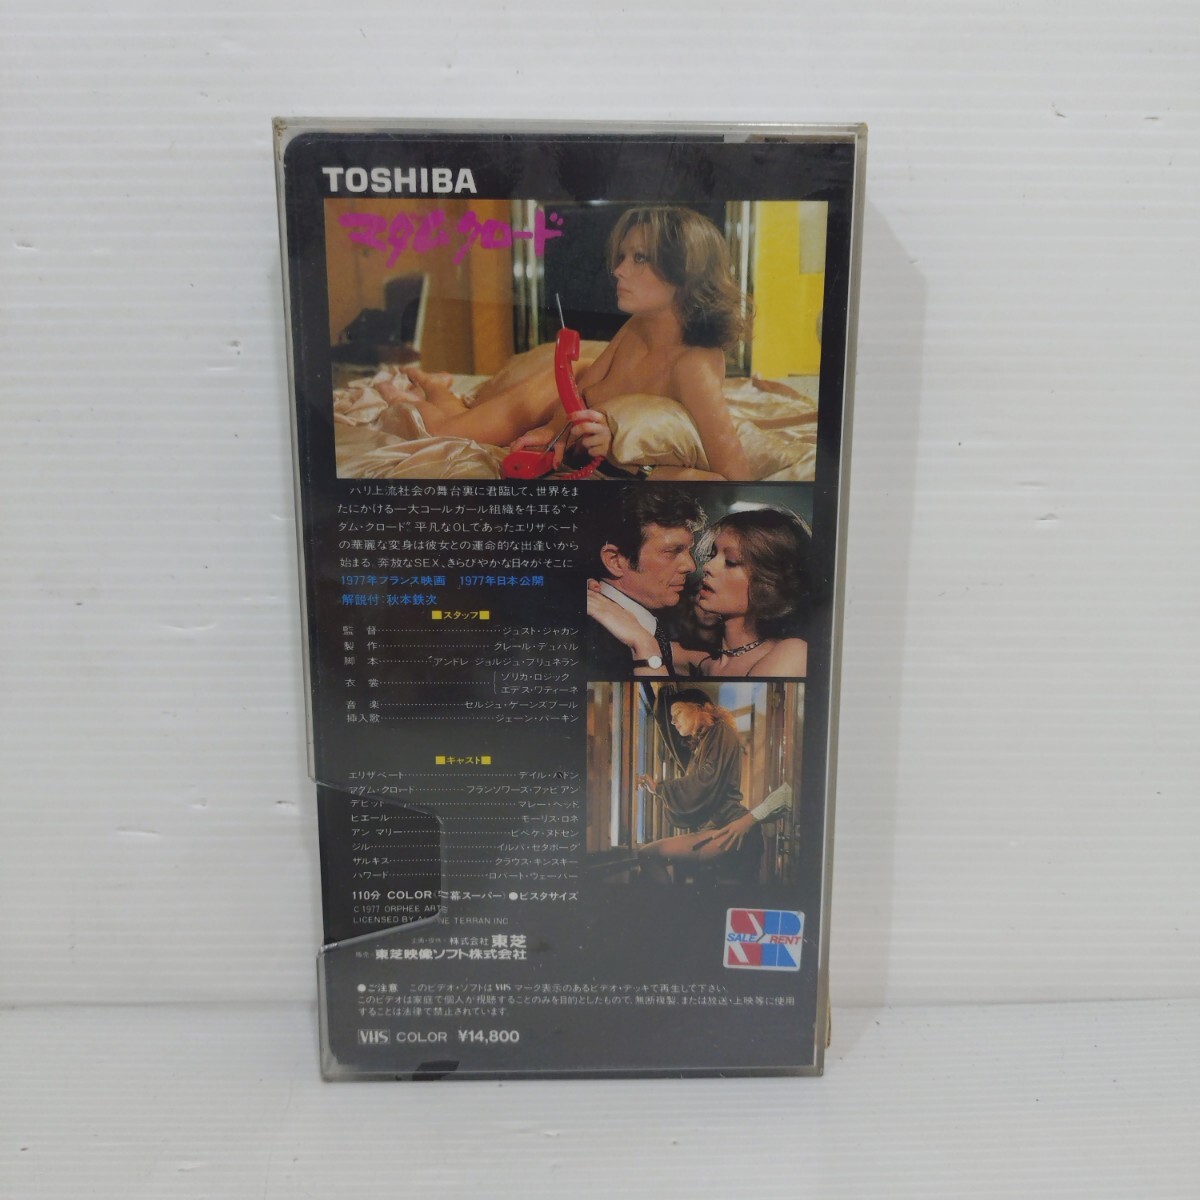 TOSHIBA
マダムクロード
パリ上流社会の舞台裏に君臨して、世界をま
たにかける一大コールガール組織を牛耳る“マ
ダム・クロード”。平凡なOLであったエリザベート
の華麗な変身は彼女との運命的な出逢いから
始まる。奔放なSEX、きらびやかな日々がそこに
1977年フランス映画 1977年日本公開
解説付:秋本鉄次
■スタッフ■
監督 ジュスト・ジャカン
製作 クレール・デュバル
脚本 アンドレ ジョルジュ・ブリュネラン
衣裳 ソリカ・ロジック
エデス・ワティーネ
音楽 セルジュ・ゲーンズブール
挿入歌 ジェーン・バーキン
■キャスト■
エリザベート デイル・ハドン
マダム・クロード フランソワーズ・ファビアン
デビッド マレー・ヘッド
ピエール モーリス・ロネ
アン マリー ビベケ・ヌドセン
ジル イルバ・セタボーグ
ザルキス クラウス・キンスキー
ハワード ロバート・ウェーバー
110分 COLOR(字幕スーパー)●ビスタサイズ
C 1977 ORPHEE ARTS
LICENSED BY NE TERRAN INC
企画・提供/株式会社 東芝
販売/東芝映像ソフト株式会社
SALE RENT
●ご注意 このビデオ・ソフトはVHSマーク表示のあるビデオ・デッキで再生して下さい。
このビデオは家庭で個人が視聴することのみを目的としたもので、無断複製、または放送・上映等に使用
することは法律で禁止されています。
VHS COLOR ¥14,800